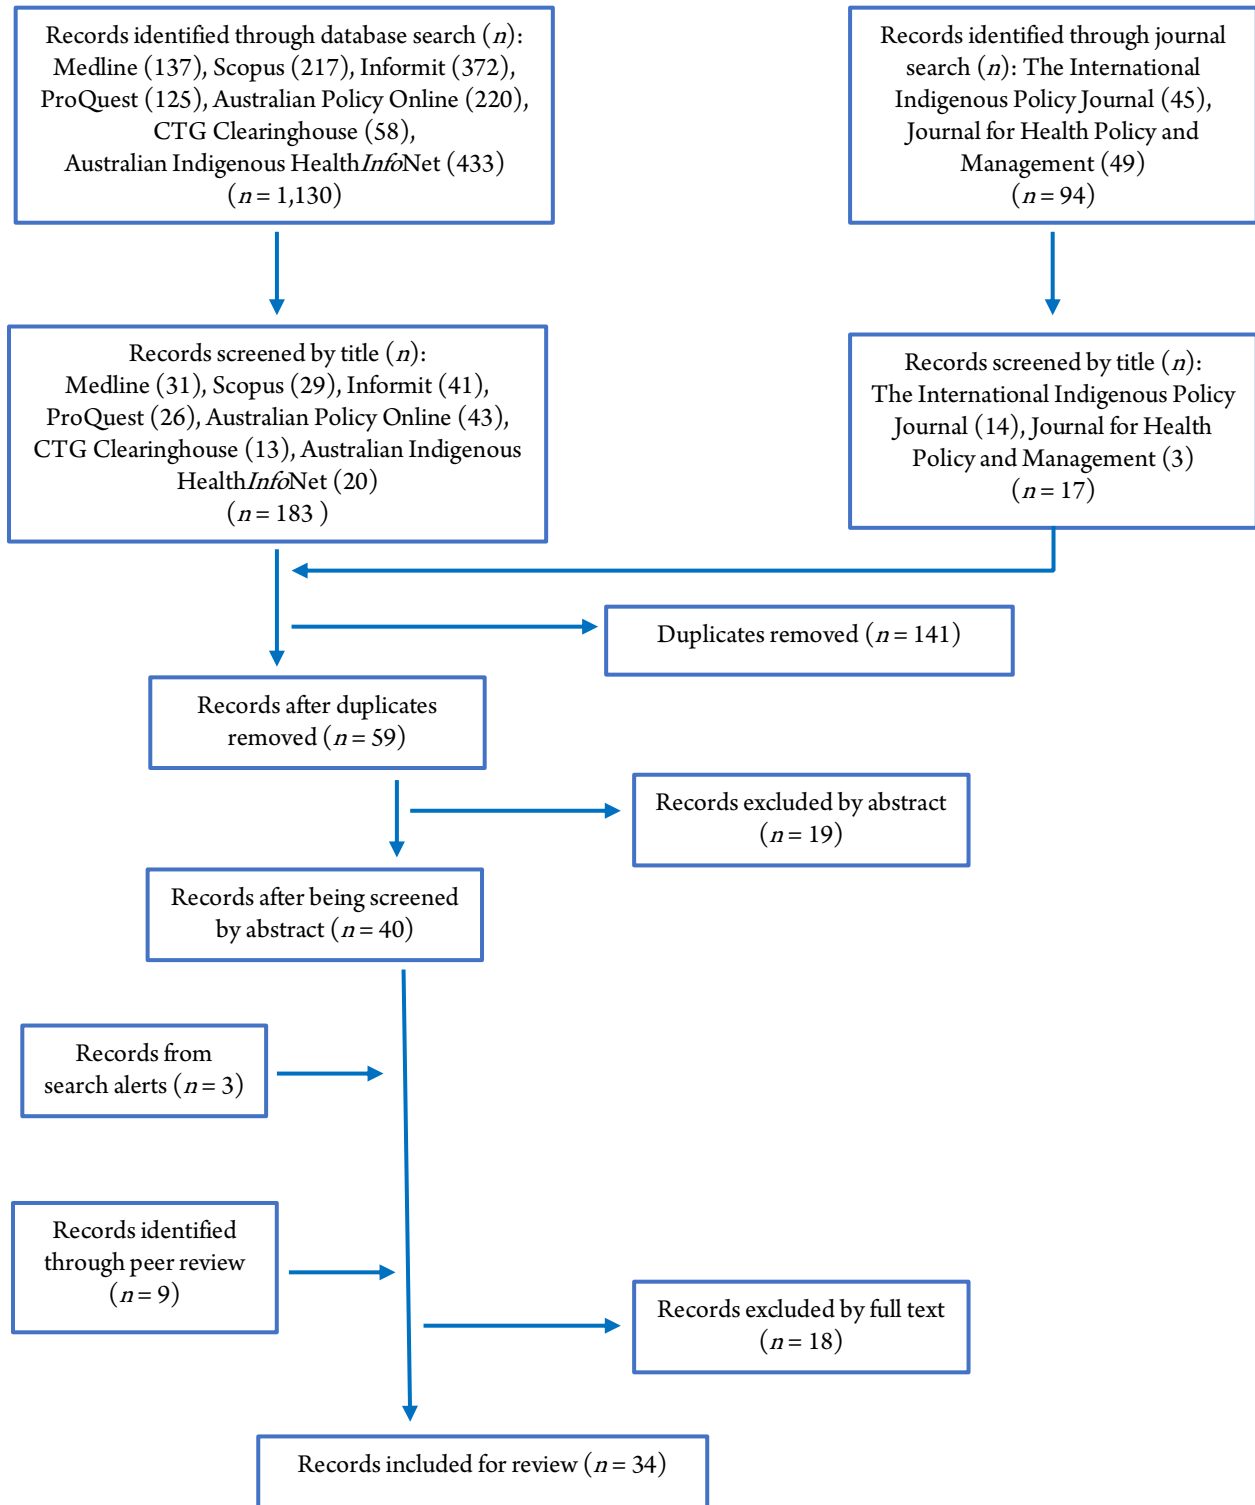 Records identified through database search (n):
Medline (137), Scopus (217), Informit (372),
ProQuest (125), Australian Policy Online (220),
CTG Clearinghouse (58),
Australian Indigenous HealthInfoNet (433)
(n = 1,130)
Records identified through journal
search (n): The International
Indigenous Policy Journal (45),
Journal for Health Policy and
Management (49)
(n = 94)
Records screened by title (n):
Medline (31), Scopus (29), Informit (41),
ProQuest (26), Australian Policy Online (43),
CTG Clearinghouse (13), Australian Indigenous
HealthInfoNet (20)
(n = 183 )
Records screened by title (n):
The International Indigenous Policy
Journal (14), Journal for Health
Policy and Management (3)
(n = 17)
Duplicates removed (n = 141)
Records after duplicates
removed (n = 59)
Records excluded by abstract
(n = 19)
Records after being screened
by abstract (n = 40)
Records from
search alerts (n = 3)
Records identified
through peer review
(n = 9)
Records excluded by full text
(n = 18)
Records included for review (n = 34)